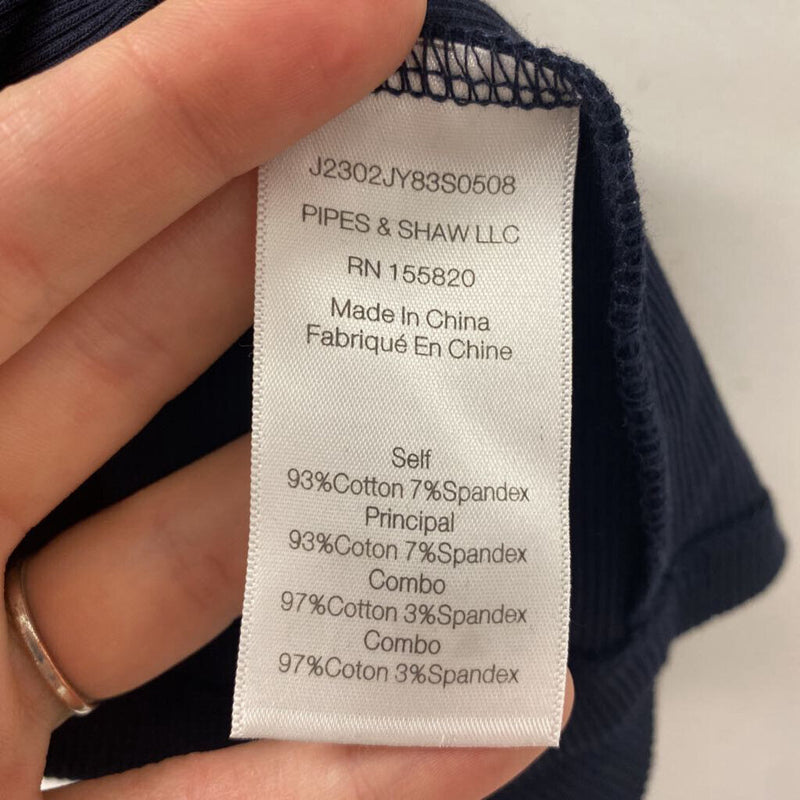 J2302JY83S0508
PIPES & SHAW LLC
RN 155820
Made In China
Fabriqué En Chine
Self
93%Cotton 7%Spandex
Principal
93%Coton 7%Spandex
Combo
97%Cotton 3%Spandex
Combo
97%Coton 3%Spandex